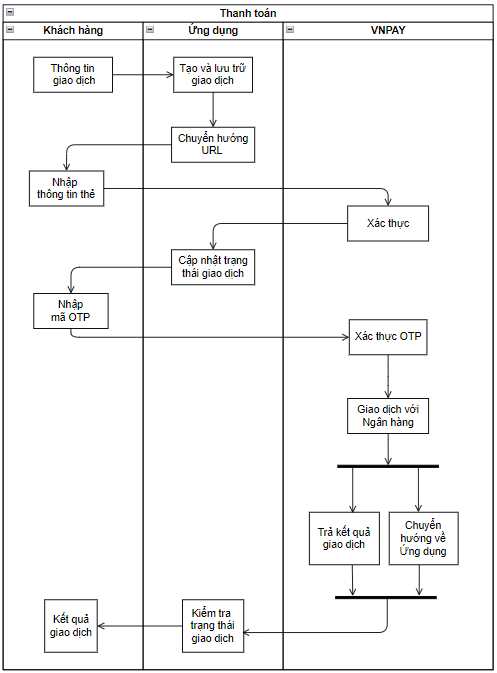 Thanh toán
Khách hàng
Ứng dụng
VNPAY
Thông tin
giao dịch
Tạo và lưu trữ
giao dịch
Chuyển hướng
URL
Nhập
thông tin thẻ
Xác thực
Cập nhật trạng
thái giao dịch
Nhập
mã OTP
Xác thực OTP
Giao dịch với
Ngân hàng
Trả kết quả
giao dịch
Chuyển
hướng về
Ứng dụng
Kết quả
giao dịch
Kiểm tra
trạng thái
giao dịch